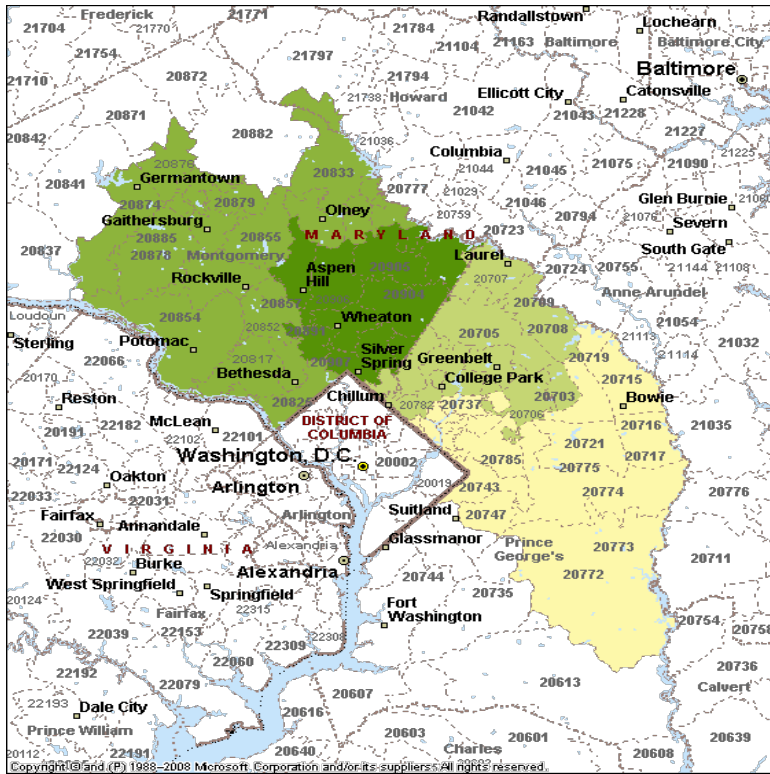 Frederick
21771
Randallstown
21704
21770
21784
Lochearn
21754
21797
21104
21163
Baltimore
Baltimore City
21710
20872
21794
Baltimore
21738
Howard
Ellicott City
Catonsville
20871
21042
21043
21228
20842
20882
21227
21036
Columbia
21225
20876
21044
21045
21075
21090
20841
Germantown
20833
20777
21029
20874
20879
21046
Glen Burnie
Gaithersburg
Olney
20759
20794
21076
Severn
20885
20855
MARYLAND
20723
20837
20878
Montgomery
Laurel
South Gate
Aspen
Hill
20905
20724
20755
21144
21108
Rockville
20707
Anne Arundel
20857
20906
20904
20709
Loudoun
20854
20852
20891
Wheaton
20705
20708
21054
21113
Sterling
Potomac
20817
20907
Silver
Spring
Greenbelt
20719
21114
21032
22066
20170
Bethesda
College Park
20715
Reston
Chillum
20782
20737
20703
Bowie
20706
McLean
DISTRICT OF
COLUMBIA
20716
21035
20191
22182
22102
22101
20721
20171
22124
Washington, D.C.
20002
20785
20775
20717
Oakton
Arlington
20019
20743
20774
20776
22033
22031
Suitland
20747
Fairfax
Annandale
Arlington
22030
Glassmanor
Prince
George's
20773
20711
VIRGINIA
Alexandria
22032
Burke
Alexandria
20744
20772
West Springfield
Springfield
20735
20124
Fairfax
22315
Fort
Washington
20754
20758
22039
22153
22309
22308
22192
22060
20736
22193
22079
20607
20613
Calvert
Dale City
20616
Prince William
20603
20601
20639
20112
22191
20640
Charles
20608
Copyright © and (P) 1988–2008 Microsoft Corporation and/or its suppliers. All rights reserved.